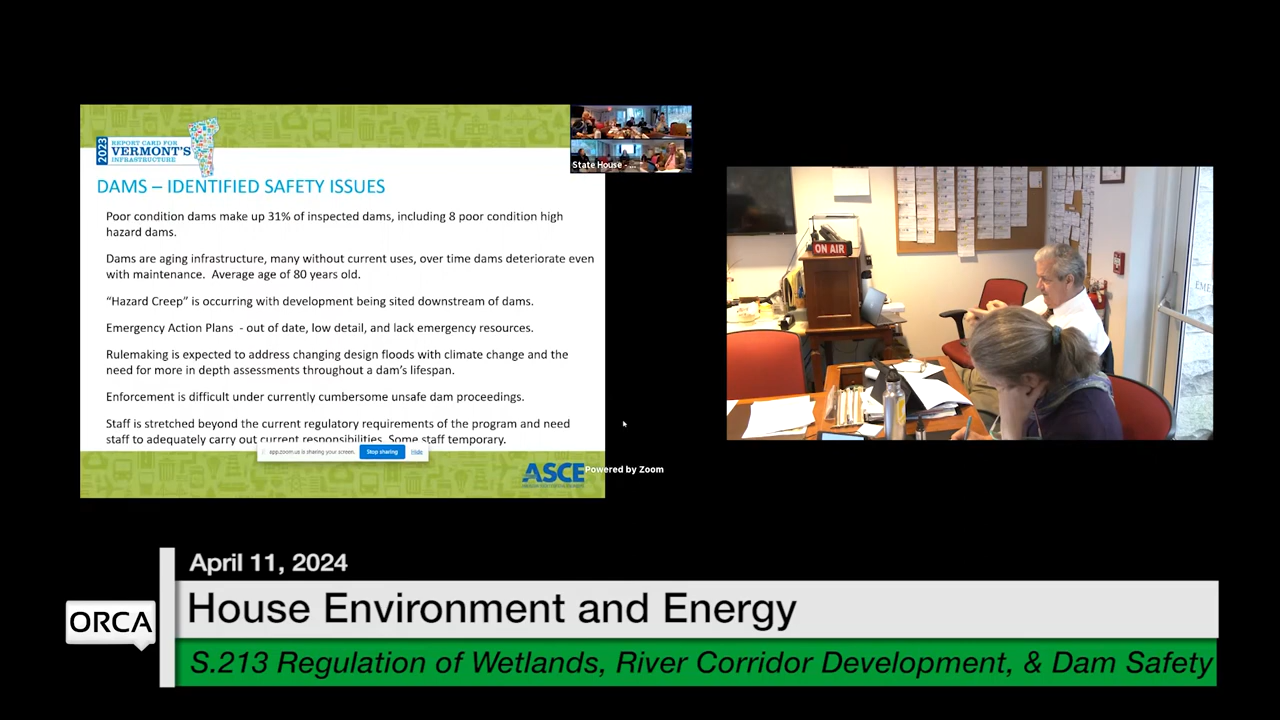 2023
REPORT CARD FOR
VERMONT'S
INFRASTRUCTURE
State House - ...
DAMS – IDENTIFIED SAFETY ISSUES
Poor condition dams make up 31% of inspected dams, including 8 poor condition high
hazard dams.
Dams are aging infrastructure, many without current uses, over time dams deteriorate even
with maintenance.  Average age of 80 years old.
“Hazard Creep” is occurring with development being sited downstream of dams.
Emergency Action Plans  - out of date, low detail, and lack emergency resources.
Rulemaking is expected to address changing design floods with climate change and the
need for more in depth assessments throughout a dam’s lifespan.
Enforcement is difficult under currently cumbersome unsafe dam proceedings.
Staff is stretched beyond the current regulatory requirements of the program and need
staff to adequately carry out current responsibilities. Some staff temporary.
app.zoom.us is sharing your screen.
Stop sharing
Hide
ASCE
Powered by Zoom
ON AIR
April 11, 2024
ORCA
House Environment and Energy
S.213 Regulation of Wetlands, River Corridor Development, & Dam Safety